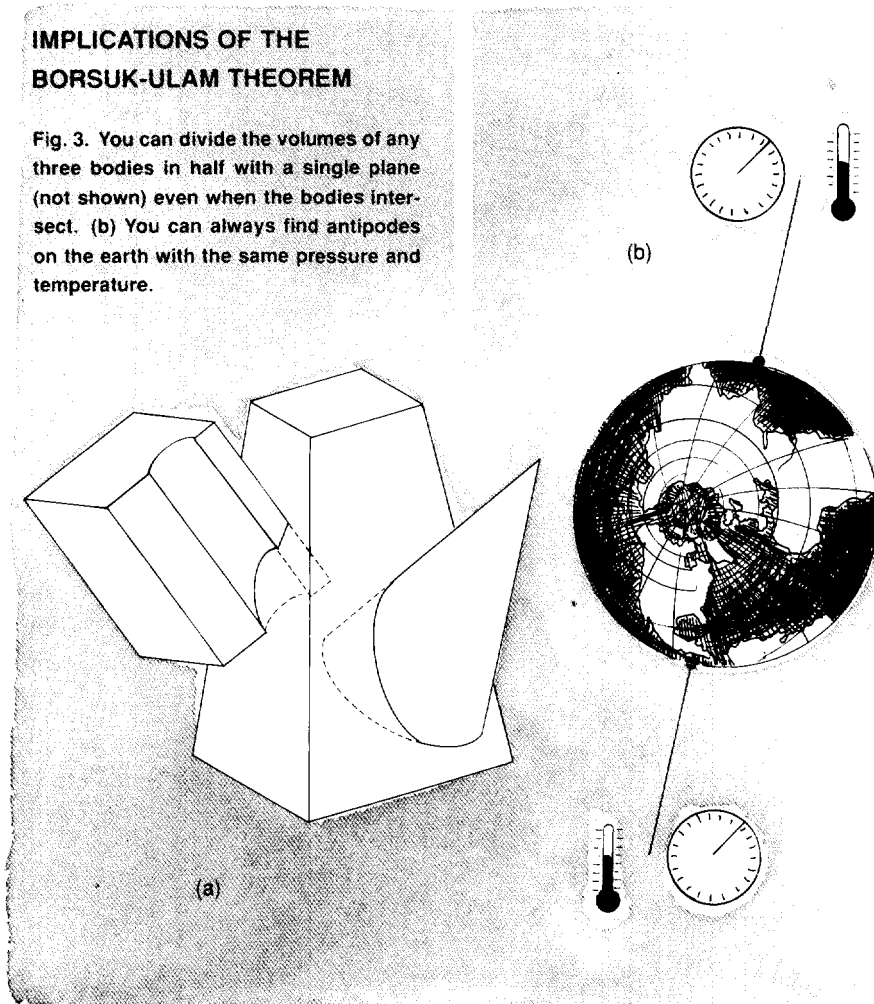 IMPLICATIONS OF THE
BORSUK-ULAM THEOREM
Fig. 3. You can divide the volumes of any
three bodies in half with a single plane
(not shown) even when the bodies inter-
sect. (b) You can always find antipodes
on the earth with the same pressure and
temperature.
(b)
(a)